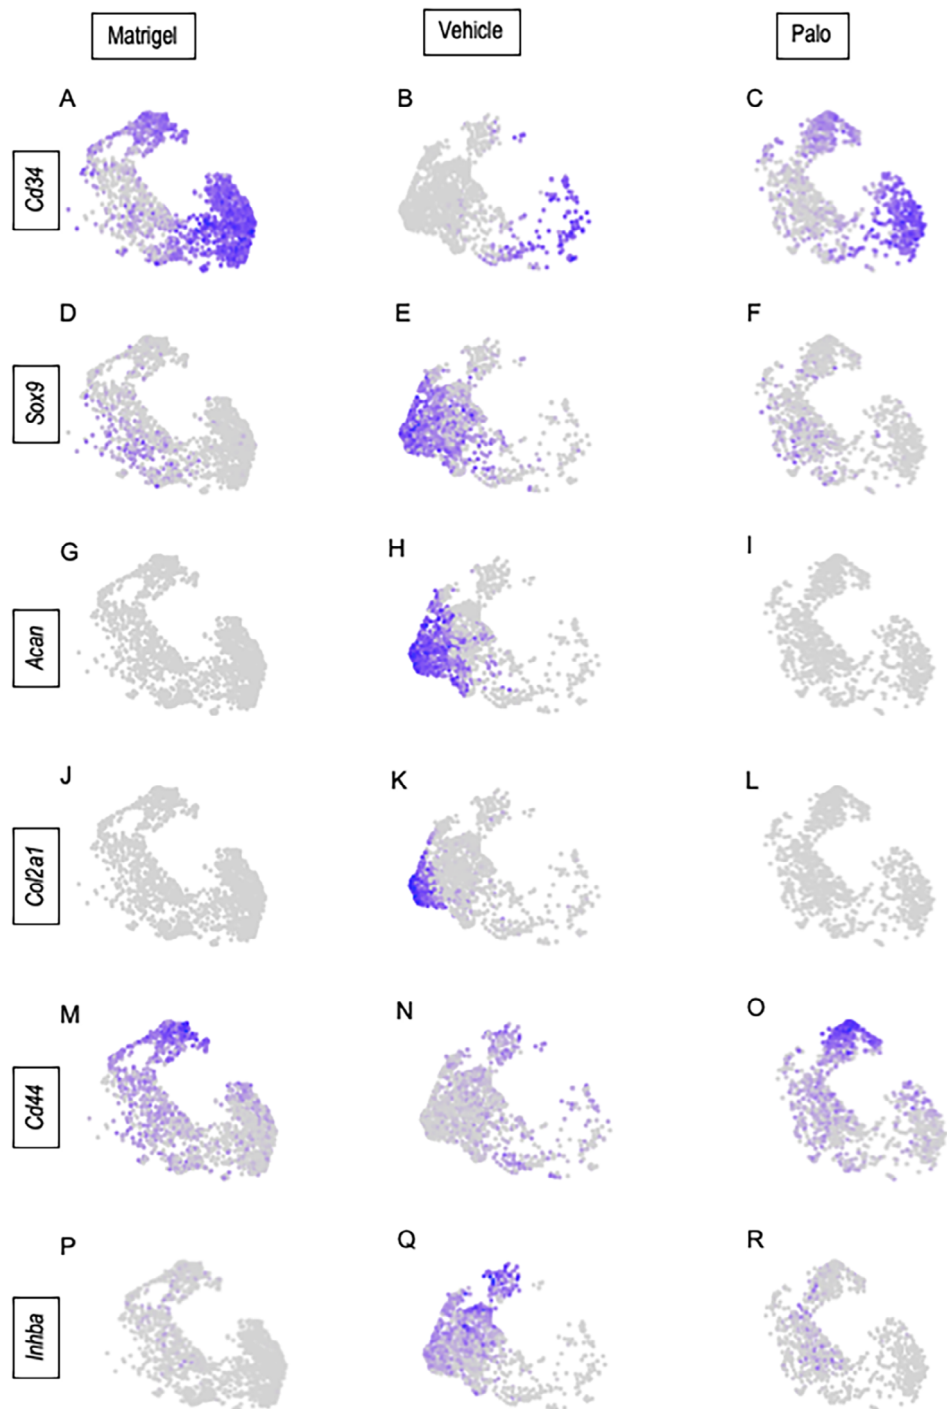 Matrigel Vehicle Palo
A B C
Cd34
D E F
Sox9
G H I
Acan
J K L
Col2a1
M N O
Cd44
P Q R
Inhba